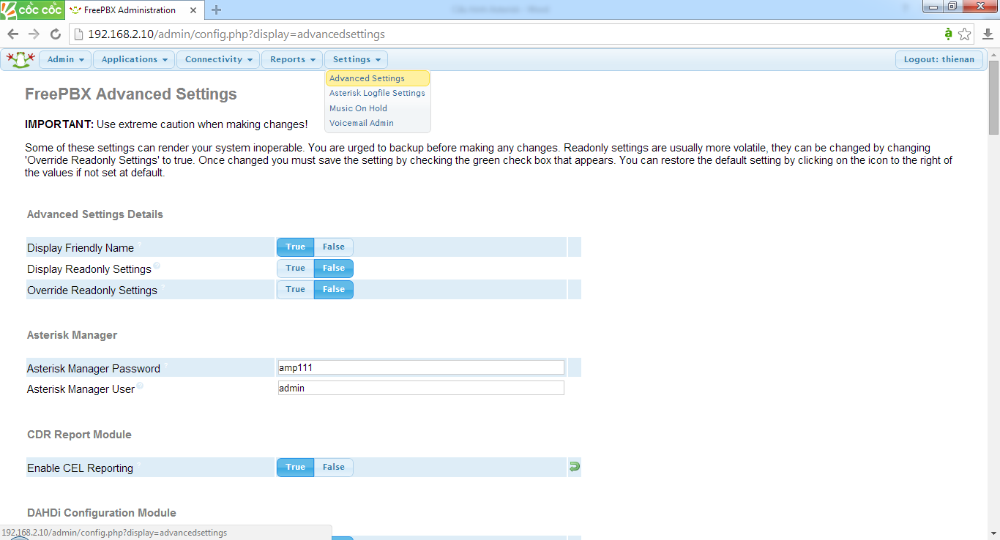 CỐC CỐC
FreePBX Administration
192.168.2.10/admin/config.php?display=advancedsettings
à
Admin Applications Connectivity Reports Settings Logout: thienan
Advanced Settings
Asterisk Logfile Settings
Music On Hold
Voicemail Admin
FreePBX Advanced Settings
IMPORTANT: Use extreme caution when making changes!
Some of these settings can render your system inoperable. You are urged to backup before making any changes. Readonly settings are usually more volatile, they can be changed by changing
'Override Readonly Settings' to true. Once changed you must save the setting by checking the green check box that appears. You can restore the default setting by clicking on the icon to the right of
the values if not set at default.
Advanced Settings Details
Display Friendly Name ? True False
Display Readonly Settings ? True False
Override Readonly Settings ? True False
Asterisk Manager
Asterisk Manager Password ? amp111
Asterisk Manager User ? admin
CDR Report Module
Enable CEL Reporting ? True False
DAHDi Configuration Module
192.168.2.10/admin/config.php?display=advancedsettings